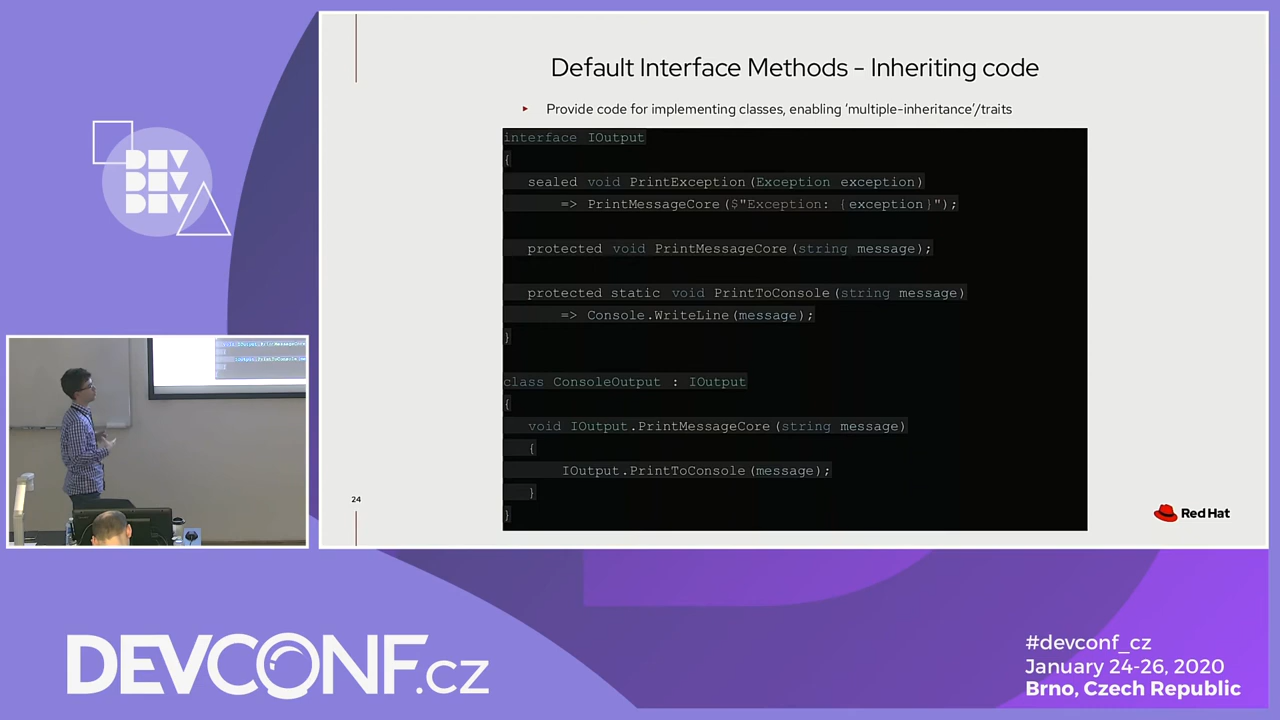 Default Interface Methods - Inheriting code
▸ Provide code for implementing classes, enabling ‘multiple-inheritance’/traits
interface IOutput
{
sealed void PrintException(Exception exception)
=> PrintMessageCore($"Exception: {exception}");
protected void PrintMessageCore(string message);
protected static void PrintToConsole(string message)
=> Console.WriteLine(message);
}
class ConsoleOutput : IOutput
{
void IOutput.PrintMessageCore(string message)
{
IOutput.PrintToConsole(message);
}
}
24
Red Hat
DEV
DEV
DEV
DEVCONF.cz
#devconf_cz
January 24-26, 2020
Brno, Czech Republic